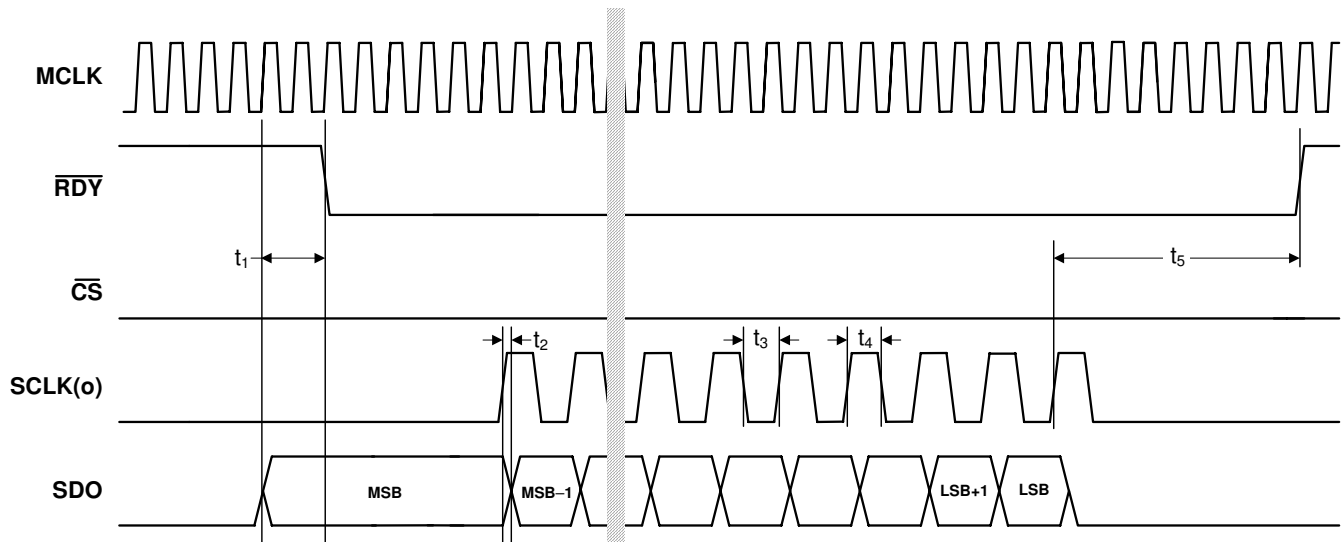 MCLK
RDY
t1
t5
CS
t2
t3
t4
SCLK(o)
SDO
MSB
MSB–1
LSB+1
LSB